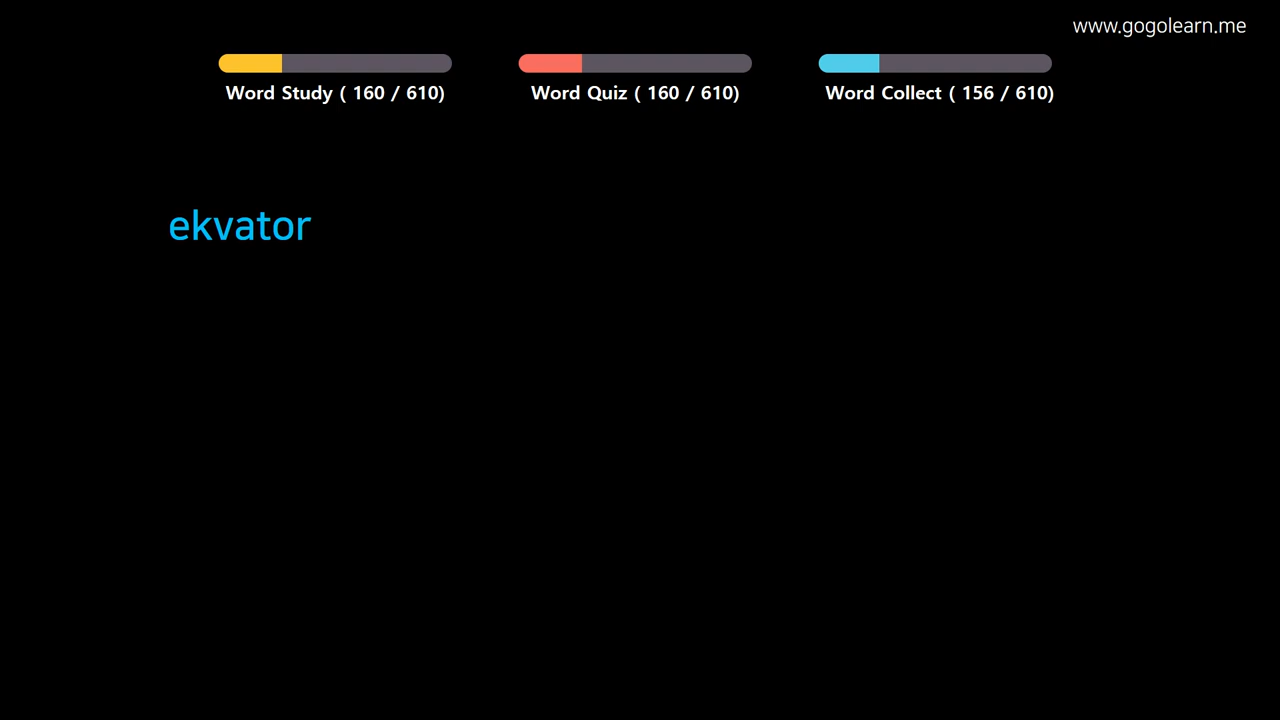 www.gogolearn.me
Word Study ( 160 / 610)
Word Quiz ( 160 / 610)
Word Collect ( 156 / 610)
ekvator